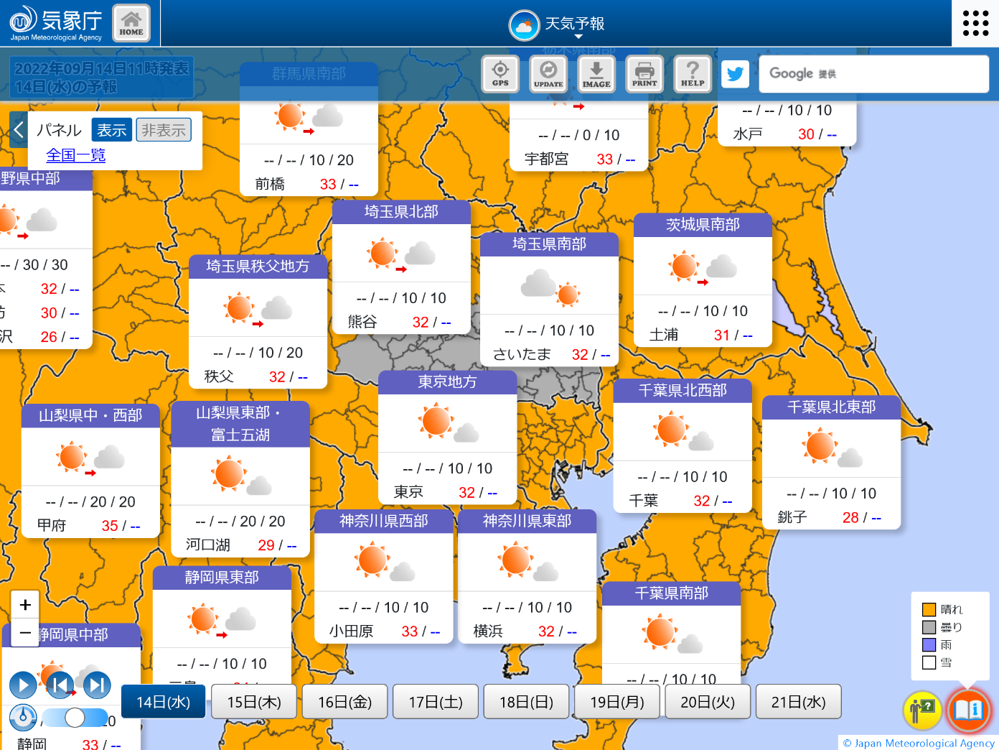 気象庁
Japan Meteorological Agency
HOME
天気予報
2022年09月14日11時発表
14日(水)の予報
GPS
UPDATE
IMAGE
PRINT
HELP
Google 提供
パネル
表示
非表示
全国一覧
栃木県南部
-- / -- / 0 / 10
宇都宮 33 / --
-- / -- / 10 / 10
水戸 30 / --
群馬県南部
-- / -- / 10 / 20
前橋 33 / --
野県中部
-- / 30 / 30
32 / --
30 / --
沢 26 / --
埼玉県北部
-- / -- / 10 / 10
熊谷 32 / --
茨城県南部
-- / -- / 10 / 10
土浦 31 / --
埼玉県南部
-- / -- / 10 / 10
さいたま 32 / --
埼玉県秩父地方
-- / -- / 10 / 20
秩父 32 / --
東京地方
-- / -- / 10 / 10
東京 32 / --
千葉県北西部
-- / -- / 10 / 10
千葉 32 / --
千葉県北東部
-- / -- / 10 / 10
銚子 28 / --
山梨県中・西部
-- / -- / 20 / 20
甲府 35 / --
山梨県東部・
富士五湖
-- / -- / 20 / 20
河口湖 29 / --
神奈川県西部
-- / -- / 10 / 10
小田原 33 / --
神奈川県東部
-- / -- / 10 / 10
横浜 32 / --
静岡県東部
-- / -- / 10 / 10
千葉県南部
-- / -- / 10 / 10
静岡県中部
静岡 33 / --
+
−
晴れ
曇り
雨
雪
14日(水)
15日(木)
16日(金)
17日(土)
18日(日)
19日(月)
20日(火)
21日(水)
© Japan Meteorological Agency